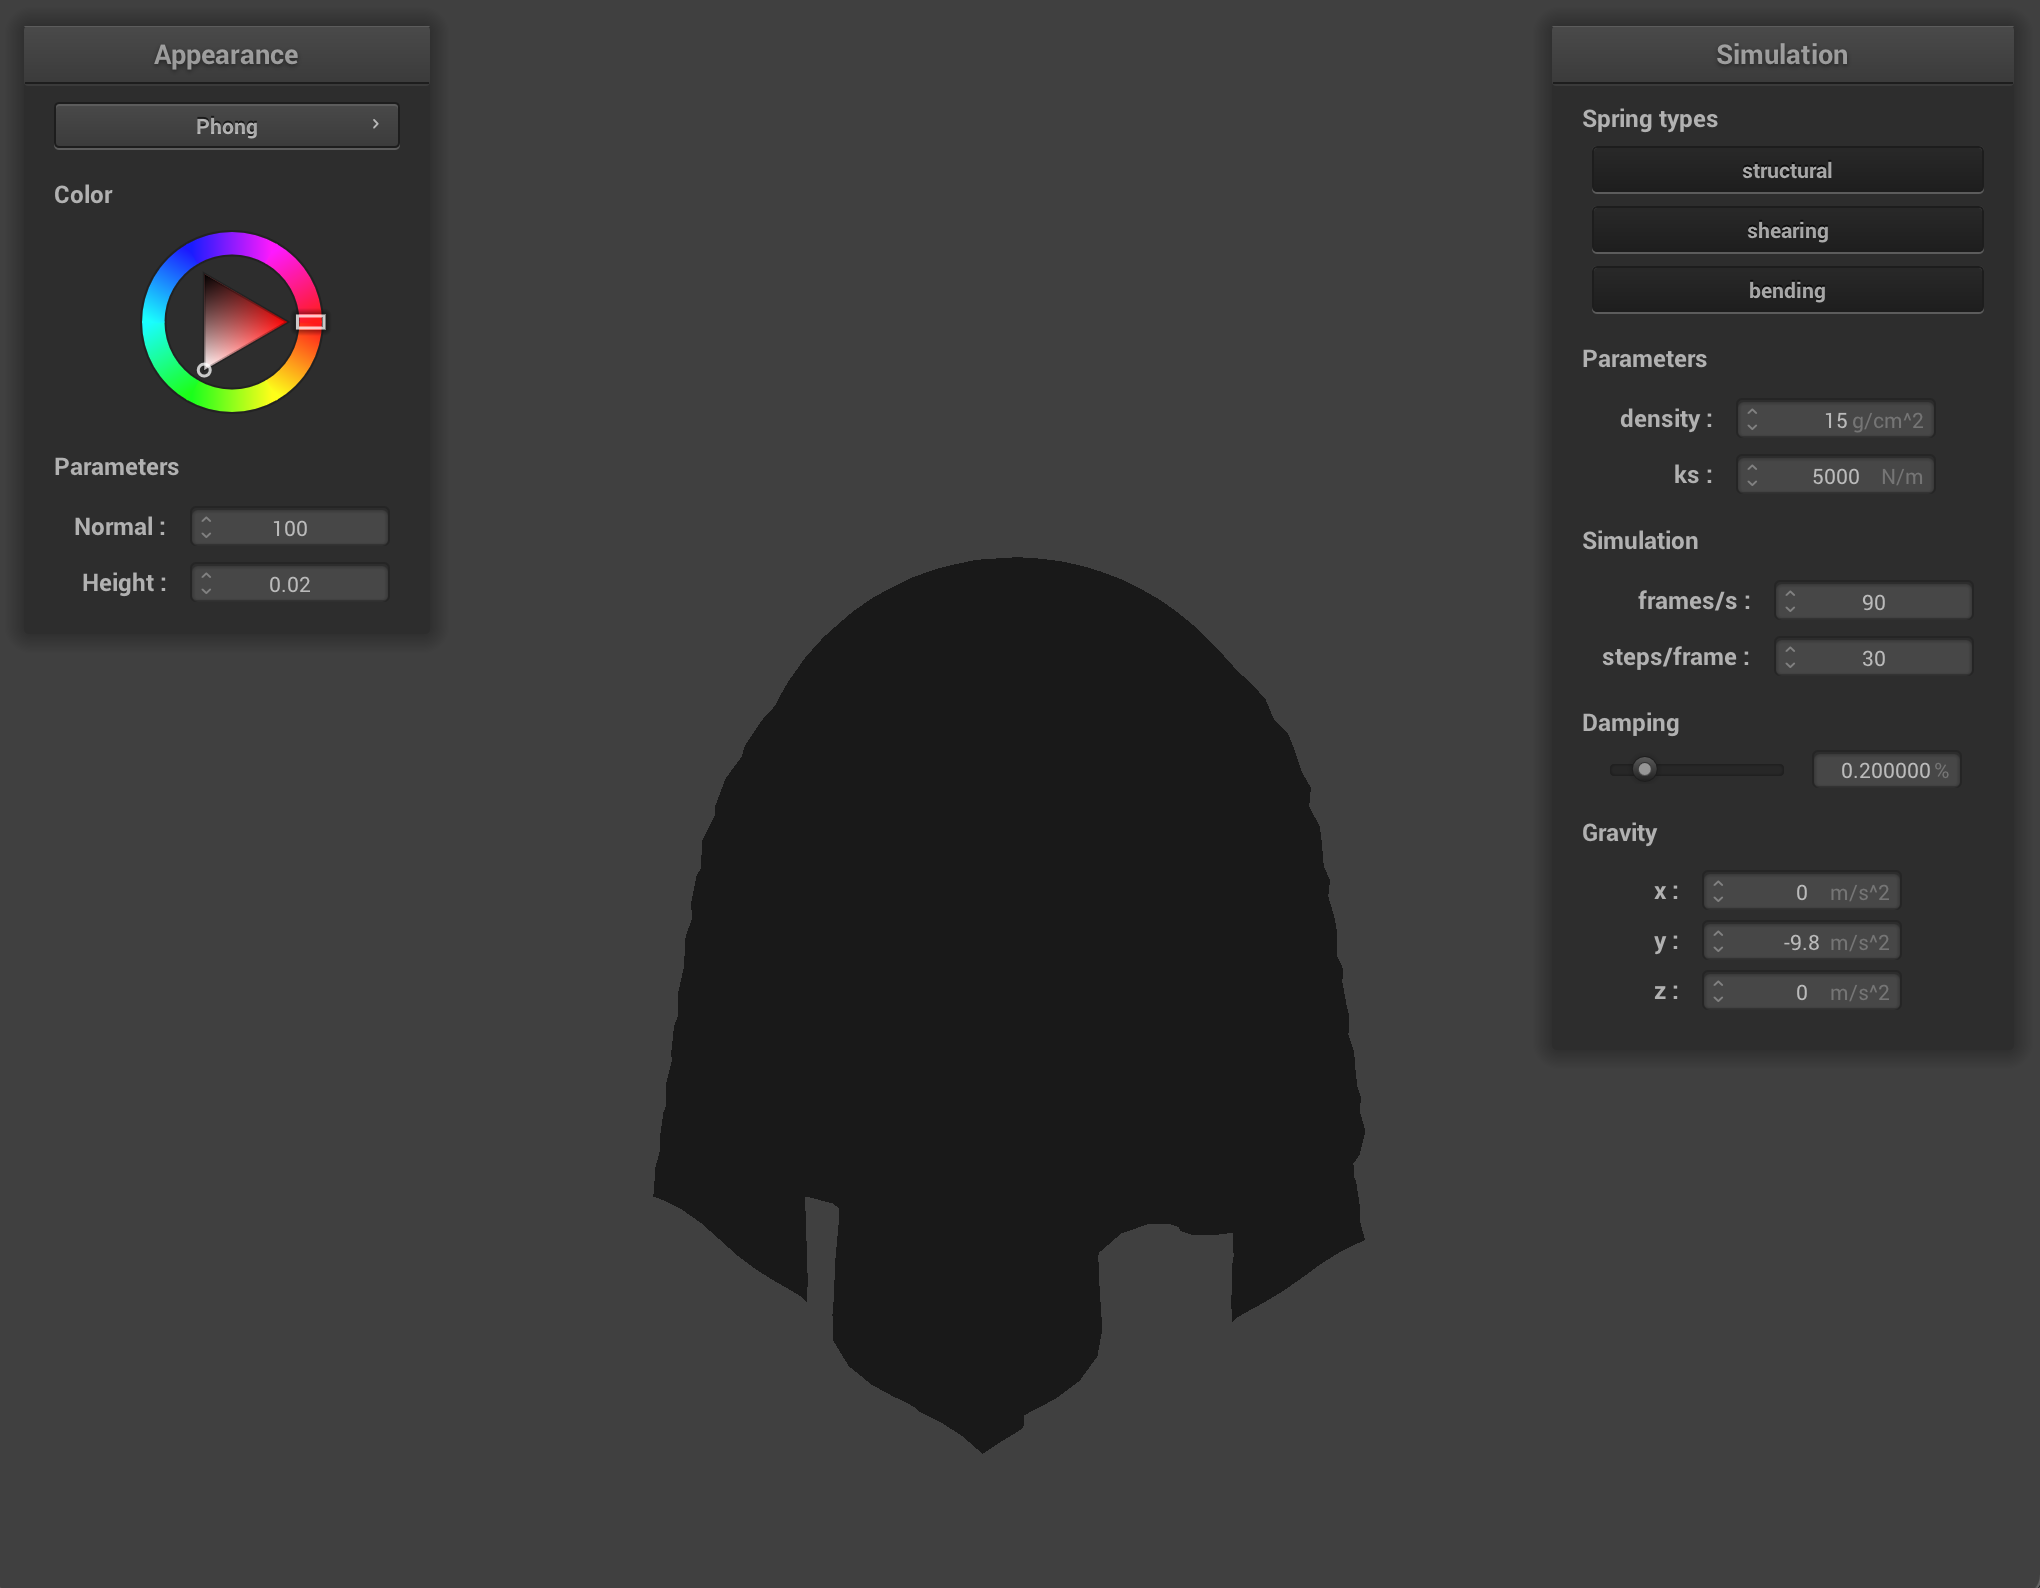 Appearance
Phong
Color
Parameters
Normal : 100
Height : 0.02
Simulation
Spring types
structural
shearing
bending
Parameters
density : 15 g/cm^2
ks : 5000 N/m
Simulation
frames/s : 90
steps/frame : 30
Damping
0.200000 %
Gravity
x : 0 m/s^2
y : -9.8 m/s^2
z : 0 m/s^2